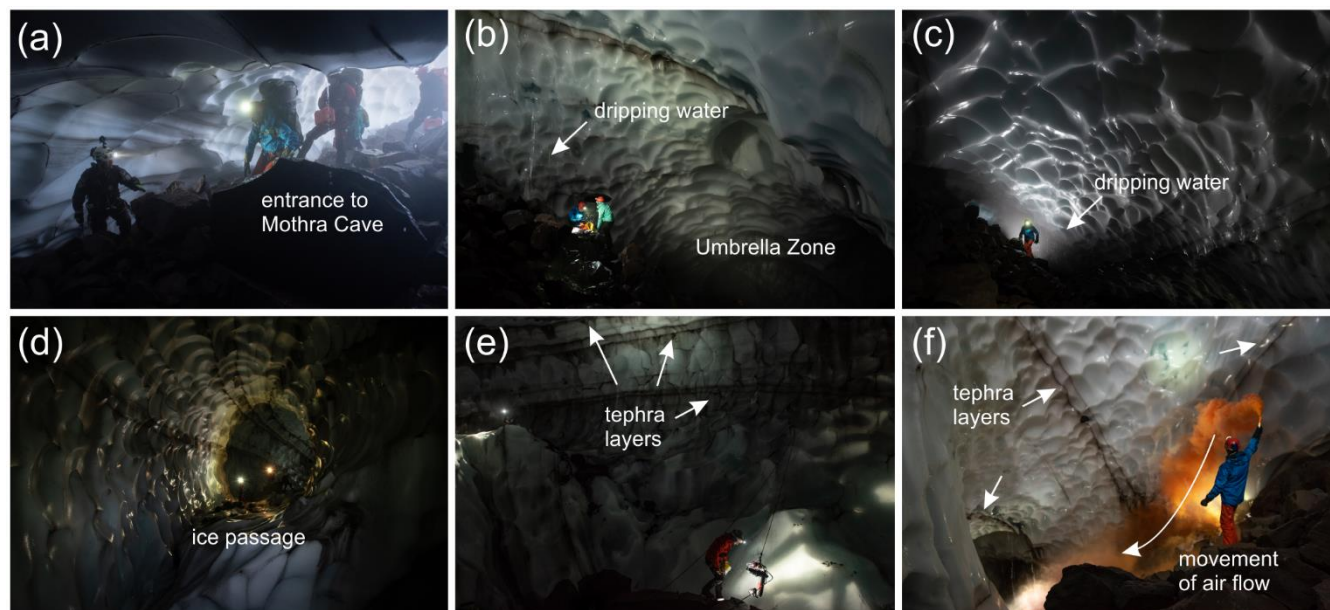 (a)
entrance to
Mothra Cave
(b)
dripping water
Umbrella Zone
(c)
dripping water
(d)
ice passage
(e)
tephra
layers
(f)
tephra
layers
movement
of air flow